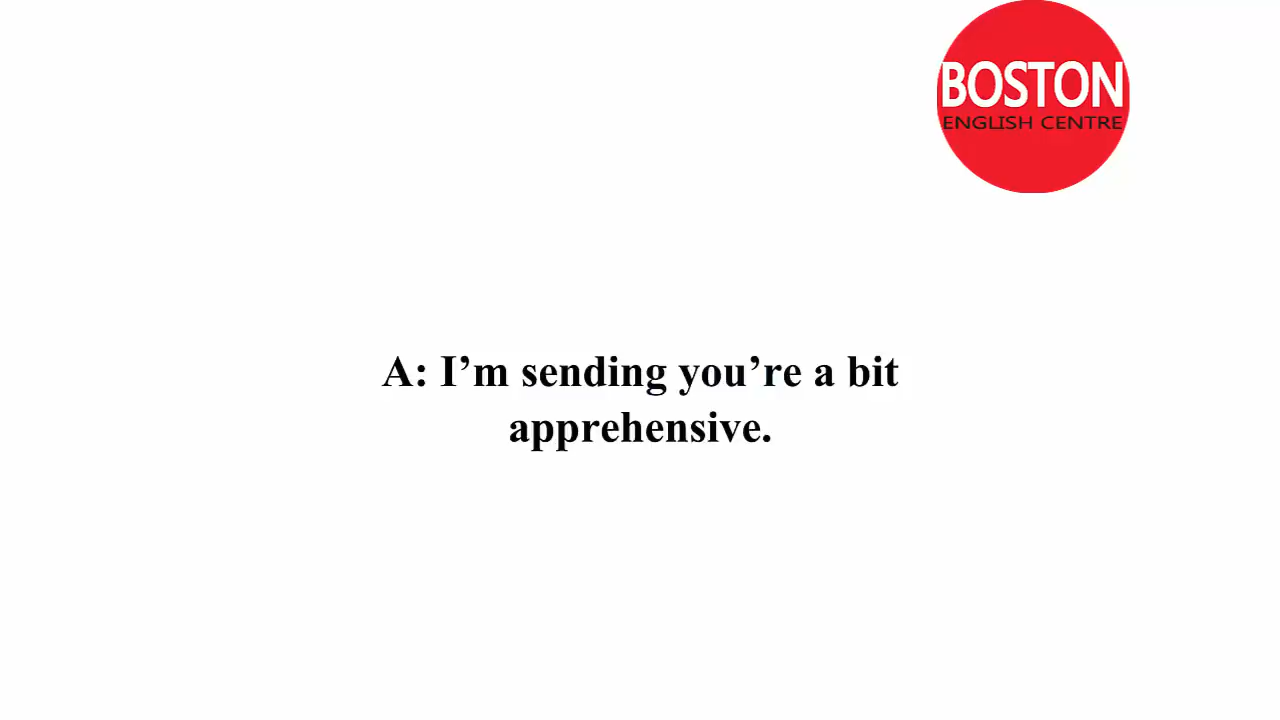 BOSTON
ENGLISH CENTRE
A: I’m sending you’re a bit
apprehensive.